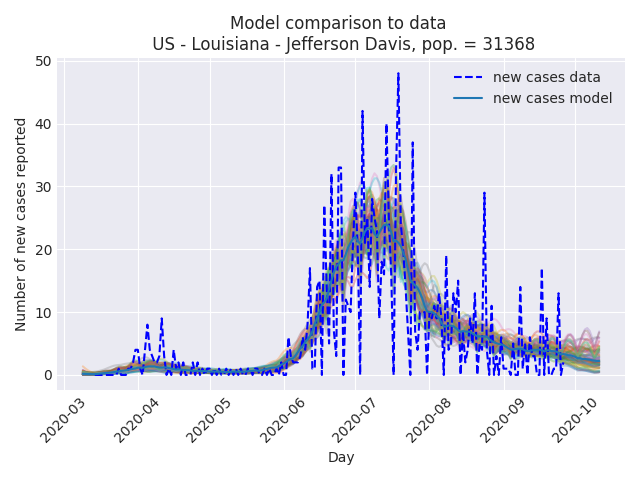 Model comparison to data
US - Louisiana - Jefferson Davis, pop. = 31368
new cases data
new cases model
Number of new cases reported
50
40
30
20
10
0
2020-03
2020-04
2020-05
2020-06
2020-07
2020-08
2020-09
2020-10
Day